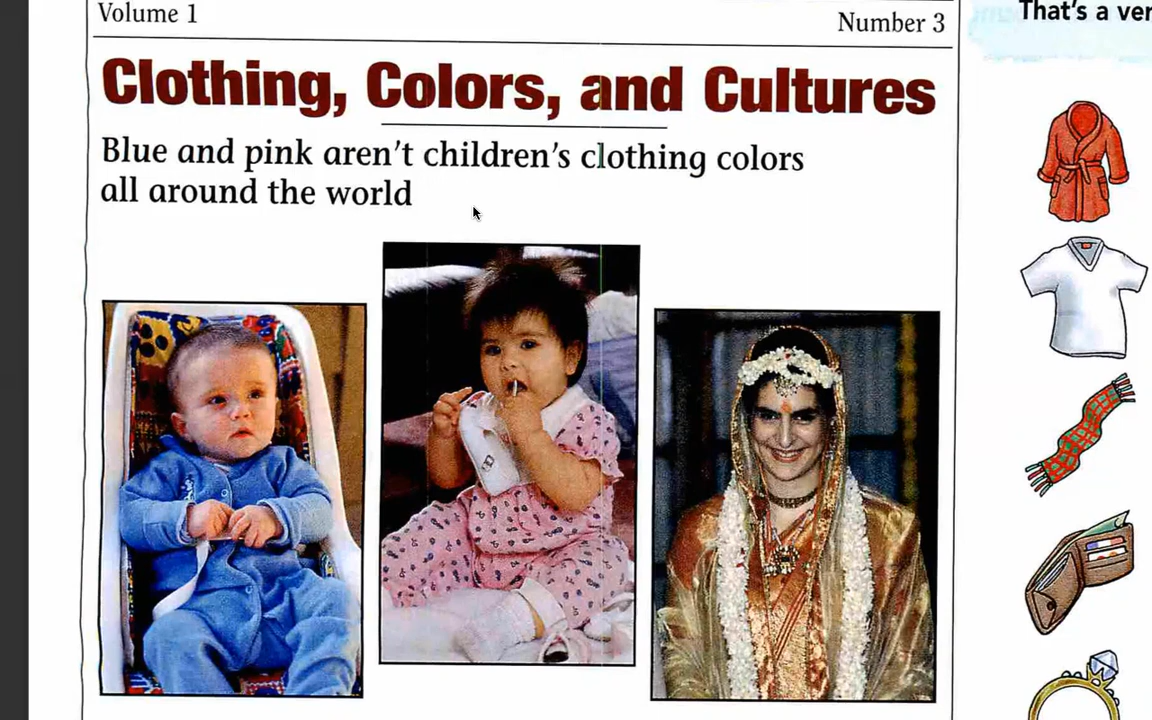 Volume 1
Number 3
That's a ver
Clothing, Colors, and Cultures
Blue and pink aren't children's clothing colors
all around the world